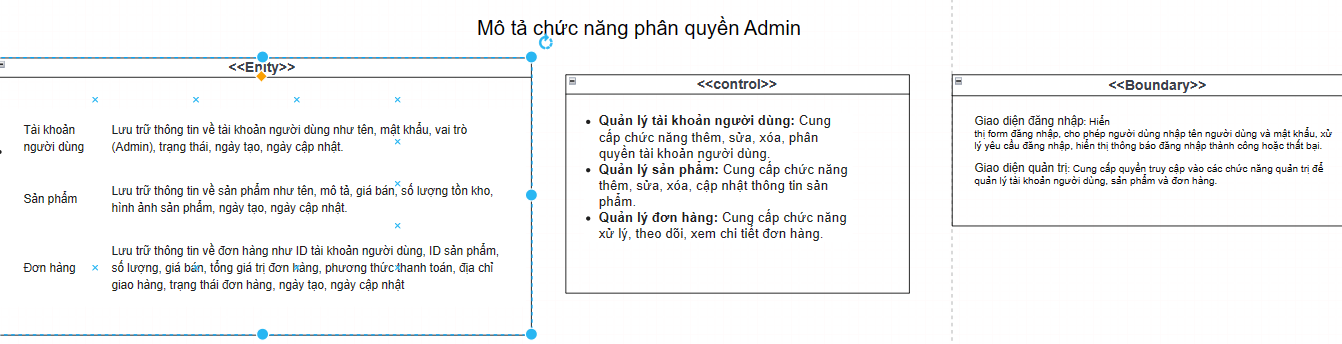 Mô tả chức năng phân quyền Admin
<<Enity>>
Tài khoản
người dùng
Lưu trữ thông tin về tài khoản người dùng như tên, mật khẩu, vai trò
(Admin), trạng thái, ngày tạo, ngày cập nhật.
Sản phẩm
Lưu trữ thông tin về sản phẩm như tên, mô tả, giá bán, số lượng tồn kho,
hình ảnh sản phẩm, ngày tạo, ngày cập nhật.
Đơn hàng
Lưu trữ thông tin về đơn hàng như ID tài khoản người dùng, ID sản phẩm,
số lượng, giá bán, tổng giá trị đơn hàng, phương thức thanh toán, địa chỉ
giao hàng, trạng thái đơn hàng, ngày tạo, ngày cập nhật
<<control>>
Quản lý tài khoản người dùng: Cung
cấp chức năng thêm, sửa, xóa, phân
quyền tài khoản người dùng.
Quản lý sản phẩm: Cung cấp chức năng
thêm, sửa, xóa, cập nhật thông tin sản
phẩm.
Quản lý đơn hàng: Cung cấp chức năng
xử lý, theo dõi, xem chi tiết đơn hàng.
<<Boundary>>
Giao diện đăng nhập: Hiển
thị form đăng nhập, cho phép người dùng nhập tên người dùng và mật khẩu, xử
lý yêu cầu đăng nhập, hiển thị thông báo đăng nhập thành công hoặc thất bại.
Giao diện quản trị: Cung cấp quyền truy cập vào các chức năng quản trị để
quản lý tài khoản người dùng, sản phẩm và đơn hàng.